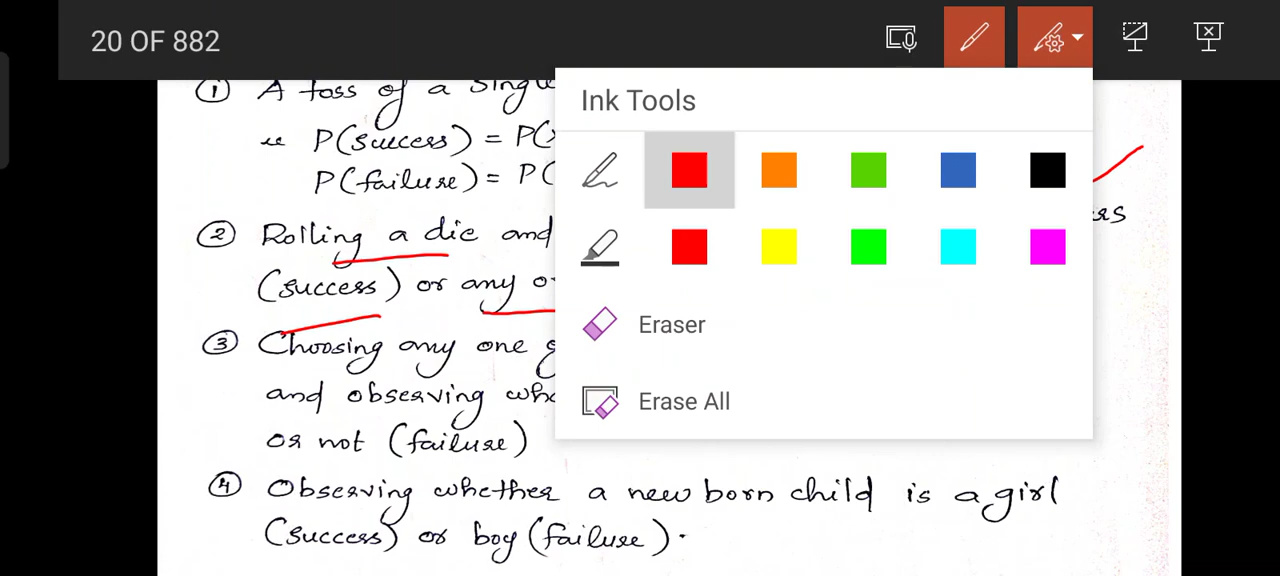 20 OF 882
① A toss of a single
ie P(success) = P(
P(failure) = P(
② Rolling a die and
(success) or any o
③ Choosing any one
and observing whe
or not (failure)
④ Observing whether a new born child is a girl
(success) or boy (failure).
Ink Tools
Eraser
Erase All